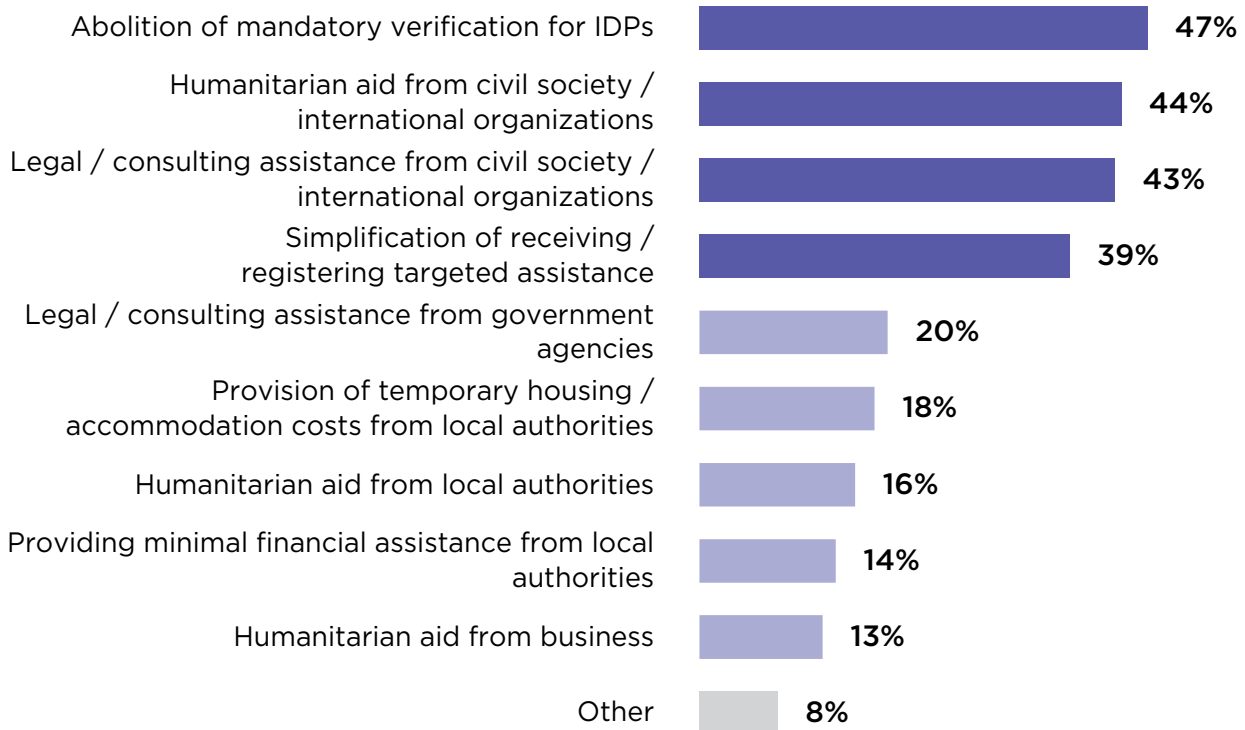 Abolition of mandatory verification for IDPs 47%
Humanitarian aid from civil society /
international organizations 44%
Legal / consulting assistance from civil society /
international organizations 43%
Simplification of receiving /
registering targeted assistance 39%
Legal / consulting assistance from government
agencies 20%
Provision of temporary housing /
accommodation costs from local authorities 18%
Humanitarian aid from local authorities 16%
Providing minimal financial assistance from local
authorities 14%
Humanitarian aid from business 13%
Other 8%